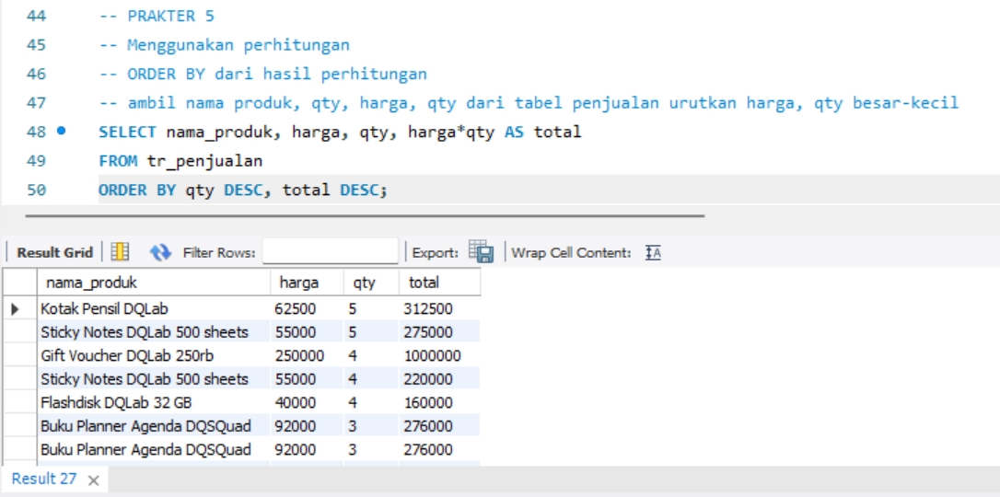 44 -- PRAKTER 5
45 -- Menggunakan perhitungan
46 -- ORDER BY dari hasil perhitungan
47 -- ambil nama produk, qty, harga, qty dari tabel penjualan urutkan harga, qty besar-kecil
48 SELECT nama_produk, harga, qty, harga*qty AS total
49 FROM tr_penjualan
50 ORDER BY qty DESC, total DESC;
Result Grid Filter Rows: Export: Wrap Cell Content: IA
nama_produk harga qty total
Kotak Pensil DQLab 62500 5 312500
Sticky Notes DQLab 500 sheets 55000 5 275000
Gift Voucher DQLab 250rb 250000 4 1000000
Sticky Notes DQLab 500 sheets 55000 4 220000
Flashdisk DQLab 32 GB 40000 4 160000
Buku Planner Agenda DQSQuad 92000 3 276000
Buku Planner Agenda DQSQuad 92000 3 276000
Result 27 ×